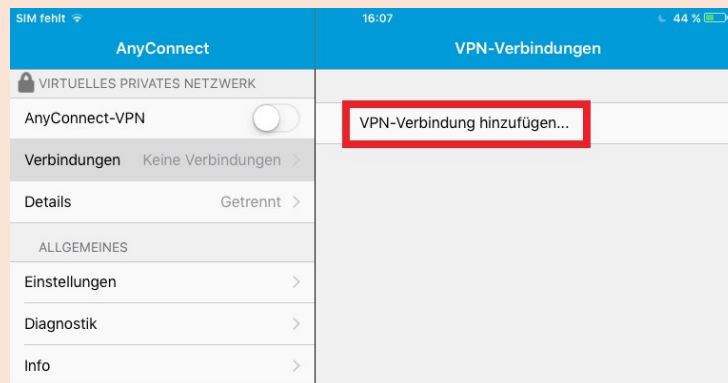 SIM fehlt 16:07 44 %
AnyConnect
VIRTUELLES PRIVATES NETZWERK
AnyConnect-VPN
Verbindungen Keine Verbindungen
Details Getrennt
ALLGEMEINES
Einstellungen
Diagnostik
Info
VPN-Verbindungen
VPN-Verbindung hinzufügen...